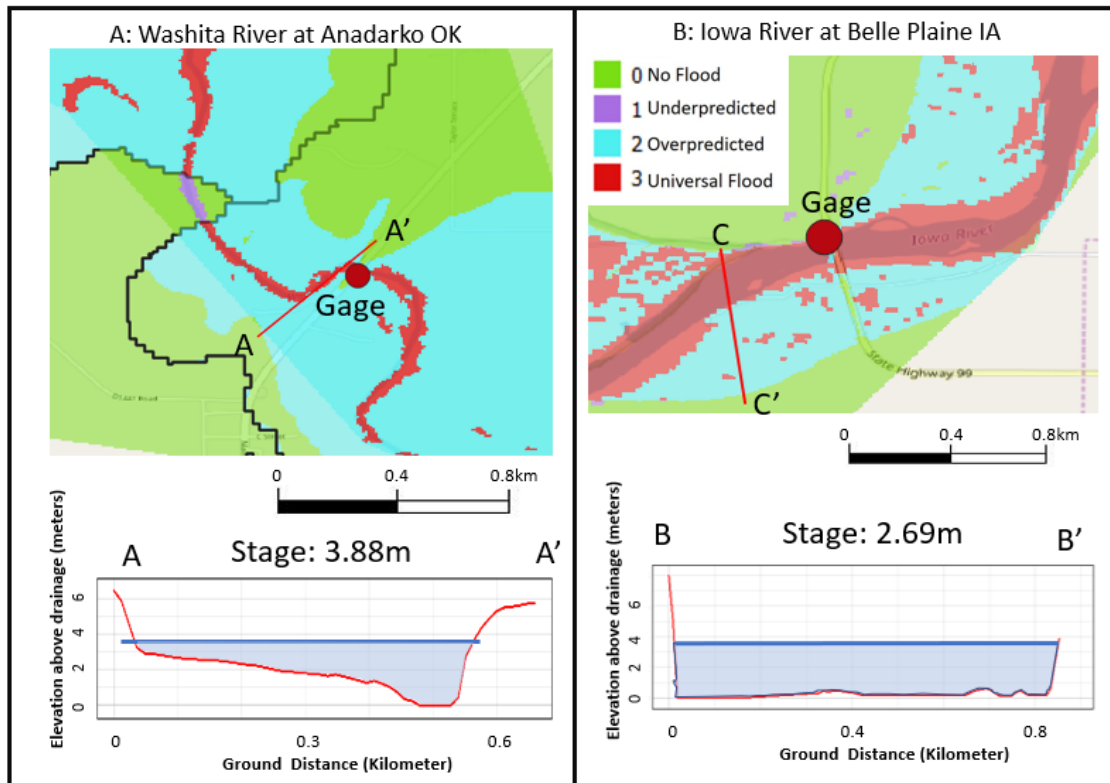 A: Washita River at Anadarko OK
A'
Gage
A
0 0.4 0.8km
Elevation above drainage (meters)
A Stage: 3.88m A'
6
4
2
0
0 0.3 0.6
Ground Distance (Kilometer)
B: Iowa River at Belle Plaine IA
0 No Flood
1 Underpredicted
2 Overpredicted
3 Universal Flood
Gage
Iowa River
C
State Highway 99
C'
0 0.4 0.8km
Elevation above drainage (meters)
B Stage: 2.69m B'
6
4
2
0
0 0.4 0.8
Ground Distance (Kilometer)